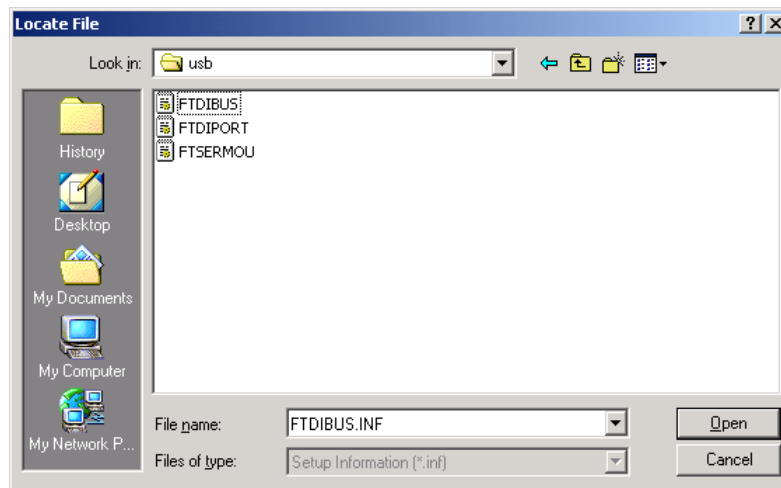 Locate File
Look in:
usb
FTDIBUS
FTDIPORT
FTSERMOU
History
Desktop
My Documents
My Computer
My Network P...
File name:
FTDIBUS.INF
Open
Files of type:
Setup Information (*.inf)
Cancel